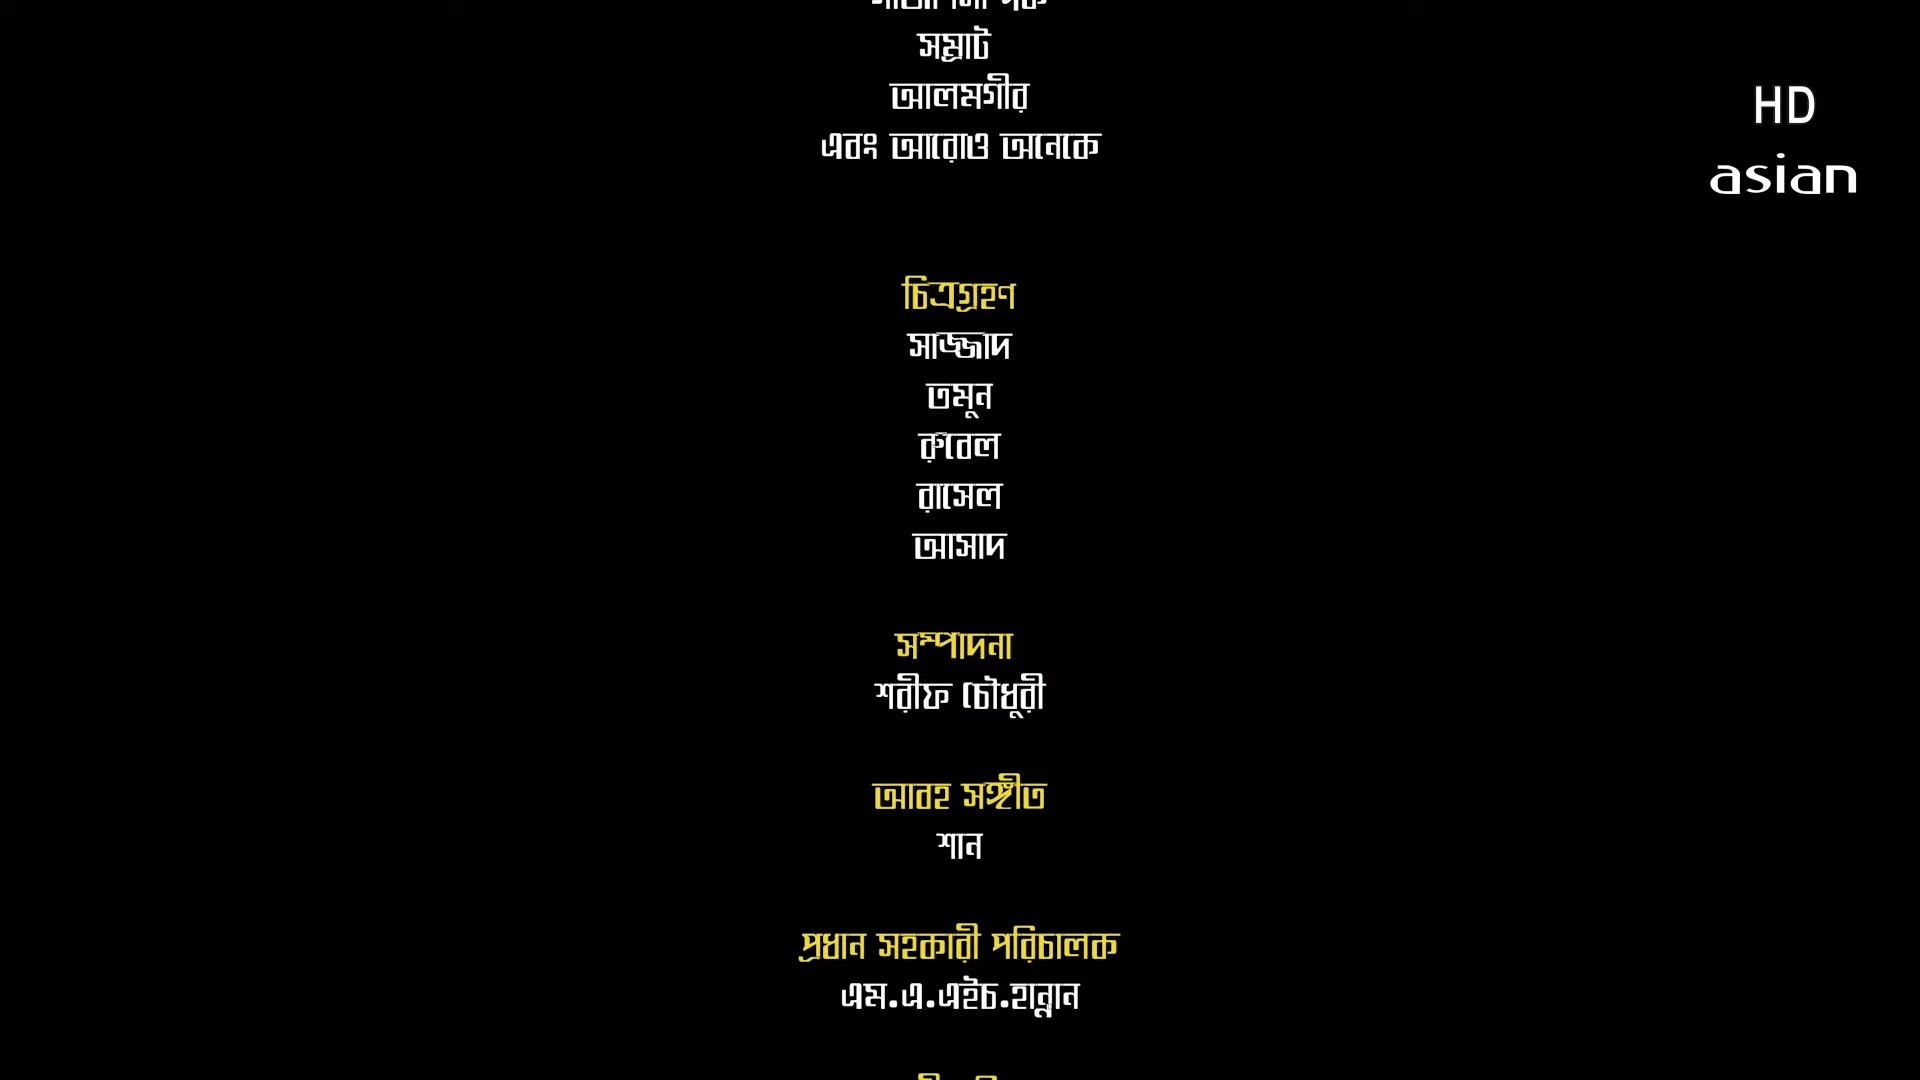 সম্রাট
আলমগীর
এবং আরোও অনেকে
HD
asian
চিত্রগ্রহণ
সাজ্জাদ
তমুন
রুবেল
রাসেল
আসাদ
সম্পাদনা
শরীফ চৌধুরী
আবহ সঙ্গীত
শান
প্রধান সহকারী পরিচালক
এম.এ.এইচ.হান্নান